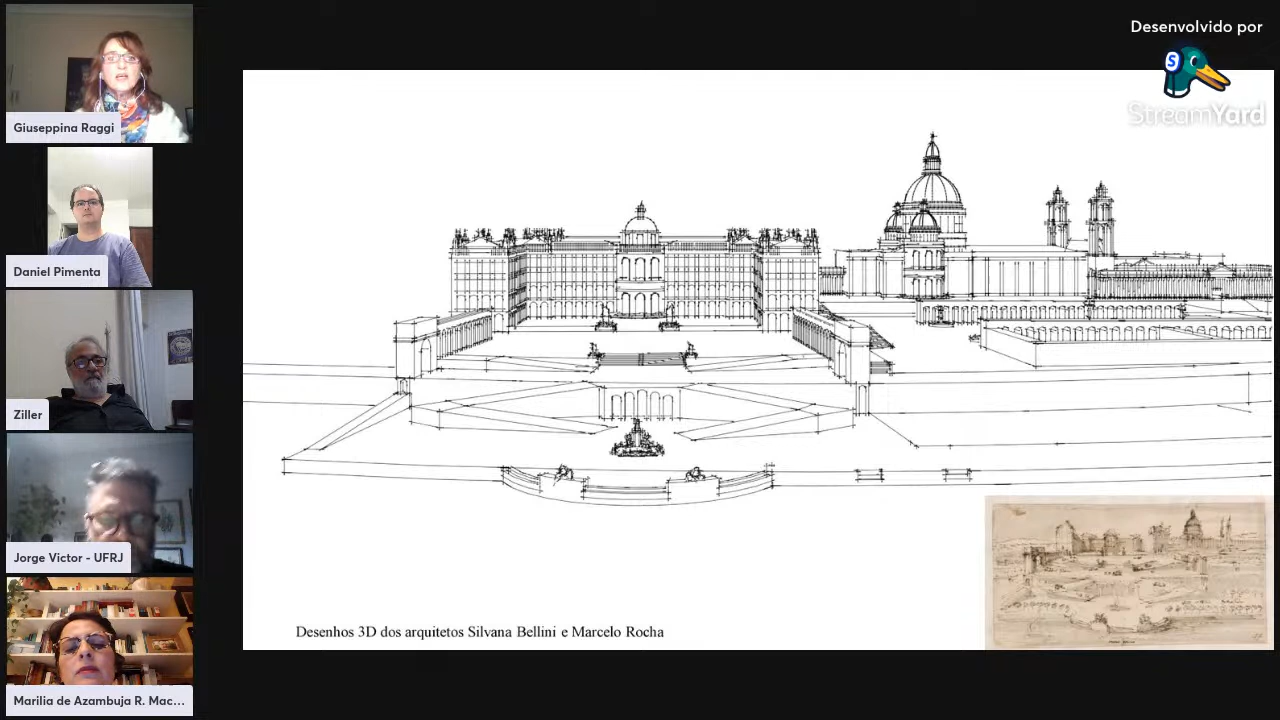 Desenvolvido por
S
StreamYard
Giuseppina Raggi
Daniel Pimenta
Ziller
Jorge Victor - UFRJ
Marilia de Azambuja R. Mac...
Desenhos 3D dos arquitetos Silvana Bellini e Marcelo Rocha